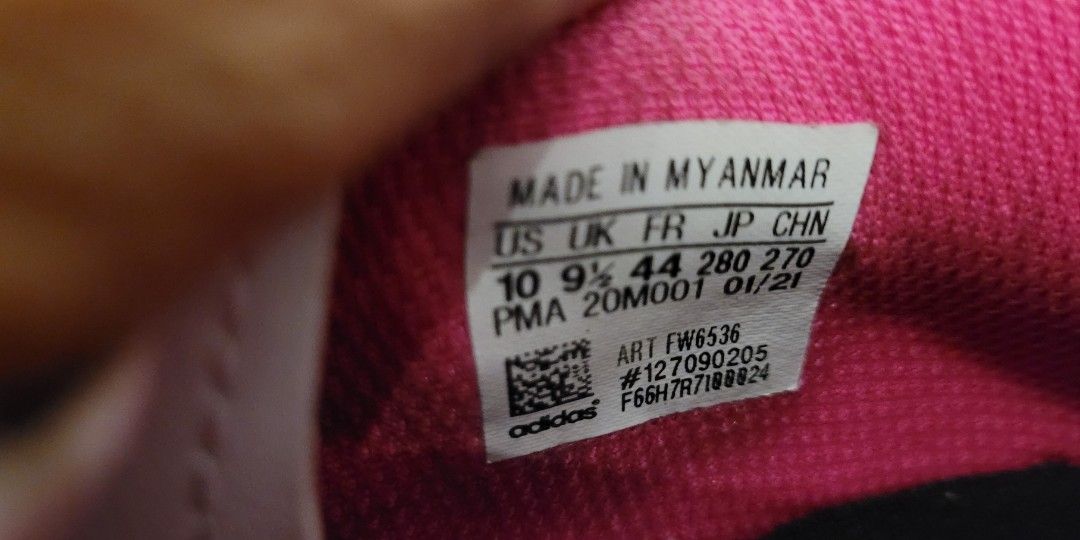 MADE IN MYANMAR
US UK FR JP CHN
10 9½ 44 280 270
PMA 20M001 01/21
ART FW6536
#127090205
F66H7R7100024
adidas